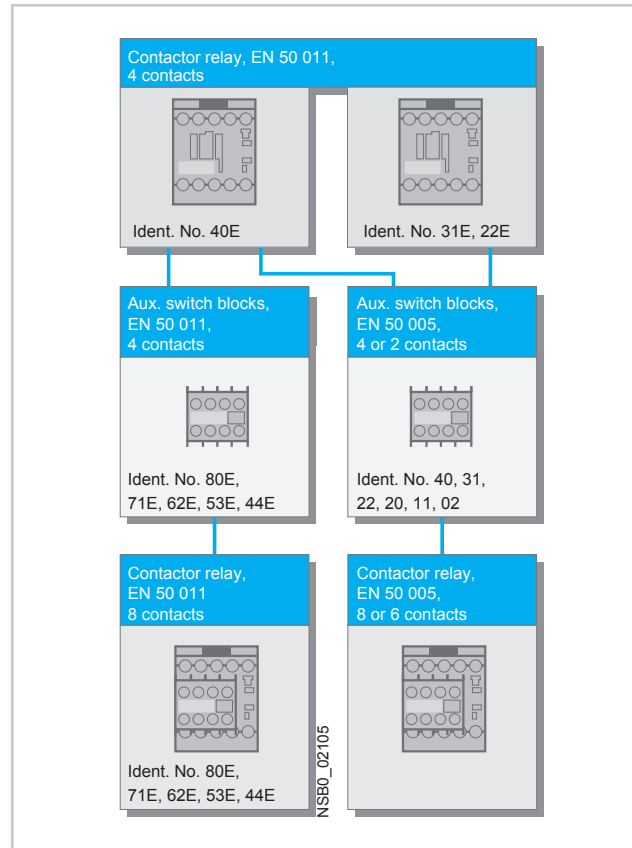 Contactor relay, EN 50 011,
4 contacts
Ident. No. 40E
Ident. No. 31E, 22E
Aux. switch blocks,
EN 50 011,
4 contacts
Ident. No. 80E,
71E, 62E, 53E, 44E
Aux. switch blocks,
EN 50 005,
4 or 2 contacts
Ident. No. 40, 31,
22, 20, 11, 02
Contactor relay,
EN 50 011
8 contacts
Ident. No. 80E,
71E, 62E, 53E, 44E
Contactor relay,
EN 50 005,
8 or 6 contacts
NSB0_02105